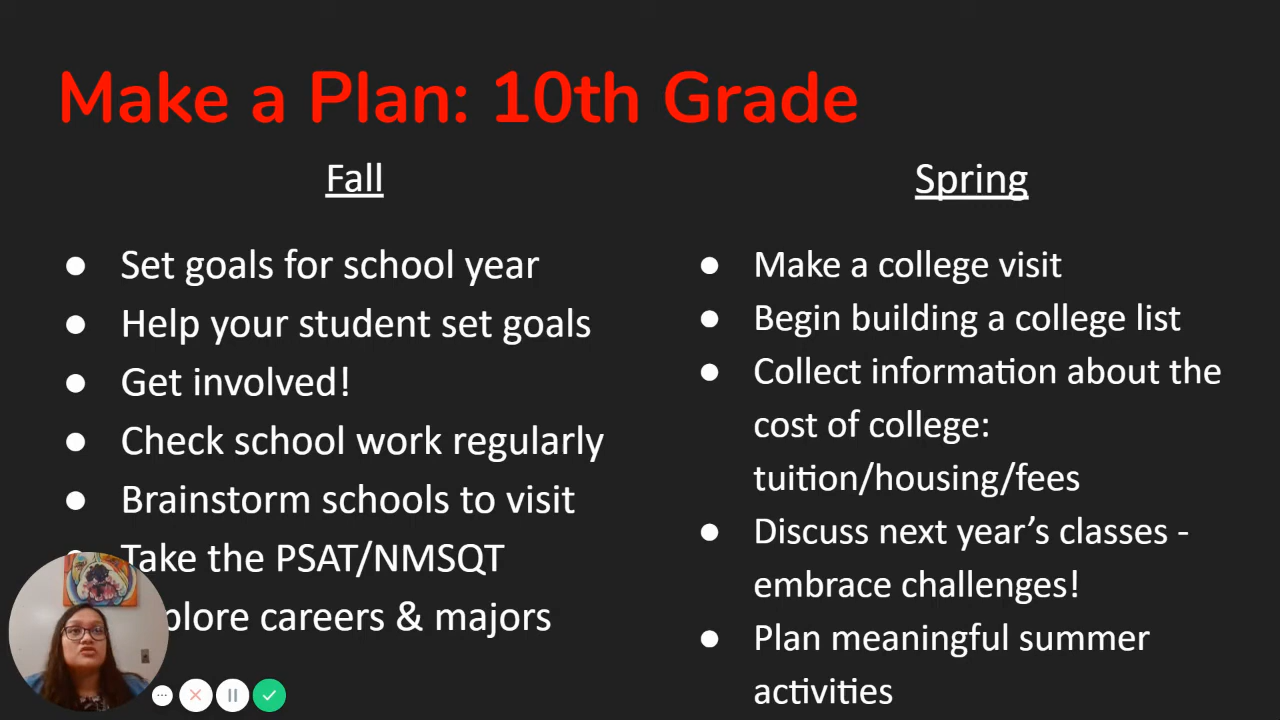 Make a Plan: 10th Grade
Fall
● Set goals for school year
● Help your student set goals
● Get involved!
● Check school work regularly
● Brainstorm schools to visit
● Take the PSAT/NMSQT
plore careers & majors
Spring
● Make a college visit
● Begin building a college list
● Collect information about the
cost of college:
tuition/housing/fees
● Discuss next year’s classes -
embrace challenges!
● Plan meaningful summer
activities